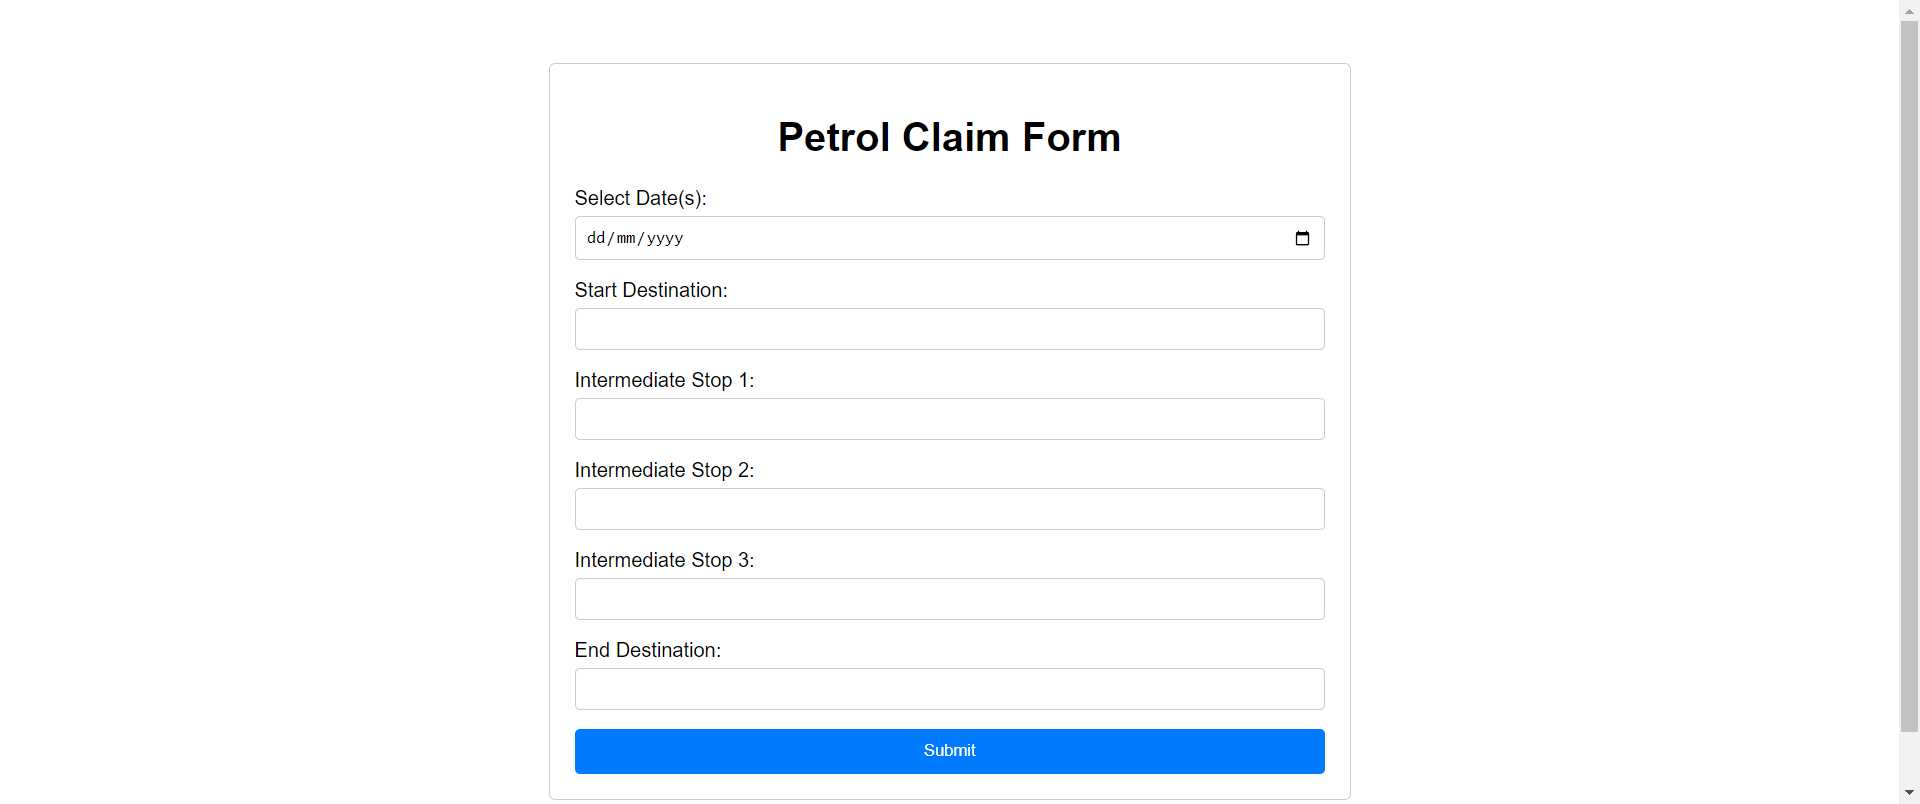 Petrol Claim Form
Select Date(s):
dd/mm/yyyy
Start Destination:
Intermediate Stop 1:
Intermediate Stop 2:
Intermediate Stop 3:
End Destination:
Submit